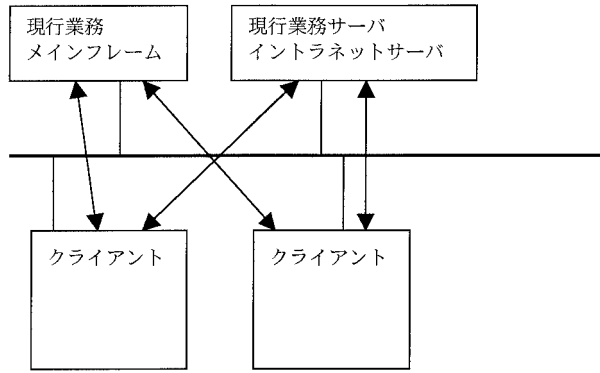 現行業務
メインフレーム
現行業務サーバ
イントラネットサーバ
クライアント
クライアント